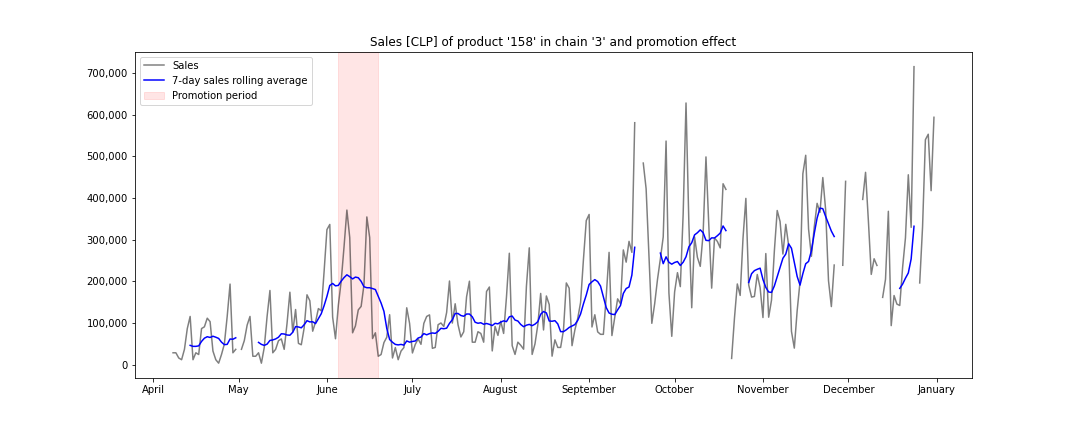 Sales [CLP] of product '158' in chain '3' and promotion effect
Sales
7-day sales rolling average
Promotion period
700,000
600,000
500,000
400,000
300,000
200,000
100,000
0
April May June July August September October November December January